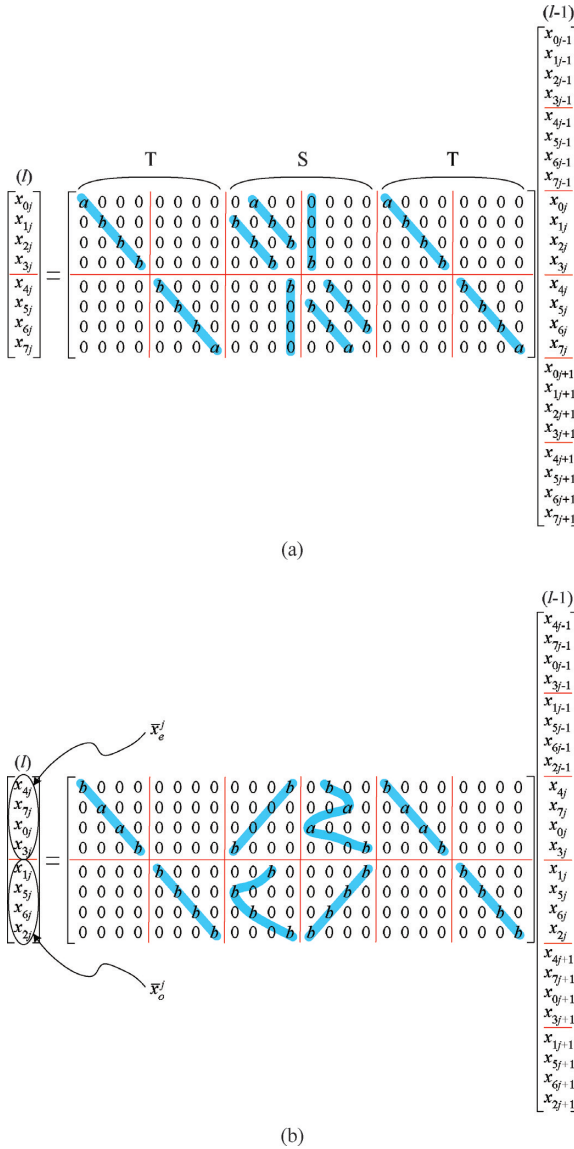 (l-1)
x0j-1
x1j-1
x2j-1
x3j-1
x4j-1
x5j-1
x6j-1
x7j-1
T S T
(l)
x0j a 0 0 0 0 0 0 0 0 a 0 0 0 0 0 0 a 0 0 0 0 0 0 0 x0j
x1j 0 b 0 0 0 0 0 0 b 0 b 0 0 0 0 0 0 b 0 0 0 0 0 0 x1j
x2j 0 0 b 0 0 0 0 0 0 b 0 b 0 0 0 0 0 0 b 0 0 0 0 0 x2j
x3j 0 0 0 b 0 0 0 0 0 0 b 0 b 0 0 0 0 0 0 b 0 0 0 0 x3j
=
x4j 0 0 0 0 b 0 0 0 0 0 0 b 0 b 0 0 0 0 0 0 b 0 0 0 x4j
x5j 0 0 0 0 0 b 0 0 0 0 0 0 b 0 b 0 0 0 0 0 0 b 0 0 x5j
x6j 0 0 0 0 0 0 b 0 0 0 0 0 0 b 0 b 0 0 0 0 0 0 b 0 x6j
x7j 0 0 0 0 0 0 0 a 0 0 0 0 0 0 a 0 0 0 0 0 0 0 0 a x7j
x0j+1
x1j+1
x2j+1
x3j+1
x4j+1
x5j+1
x6j+1
x7j+1
(a)
(l-1)
x4j-1
x7j-1
x0j-1
x3j-1
x1j-1
x5j-1
x6j-1
x2j-1
x̄ej
(l)
x4j b 0 0 0 0 0 0 0 0 0 0 b 0 b 0 0 b 0 0 0 0 0 0 0 x4j
x7j 0 a 0 0 0 0 0 0 0 0 0 0 0 0 a 0 0 a 0 0 0 0 0 0 x7j
x0j 0 0 a 0 0 0 0 0 0 0 0 0 a 0 0 0 0 0 a 0 0 0 0 0 x0j
x3j 0 0 0 b 0 0 0 0 b 0 0 0 0 0 0 b 0 0 0 b 0 0 0 0 x3j
=
x1j 0 0 0 0 b 0 0 0 0 0 b 0 0 0 0 b 0 0 0 0 b 0 0 0 x1j
x5j 0 0 0 0 0 b 0 0 b 0 0 0 0 0 b 0 0 0 0 0 0 b 0 0 x5j
x6j 0 0 0 0 0 0 b 0 0 b 0 0 0 b 0 0 0 0 0 0 0 0 b 0 x6j
x2j 0 0 0 0 0 0 0 b 0 0 0 b b 0 0 0 0 0 0 0 0 0 0 b x2j
x̄oj
x4j+1
x7j+1
x0j+1
x3j+1
x1j+1
x5j+1
x6j+1
x2j+1
(b)